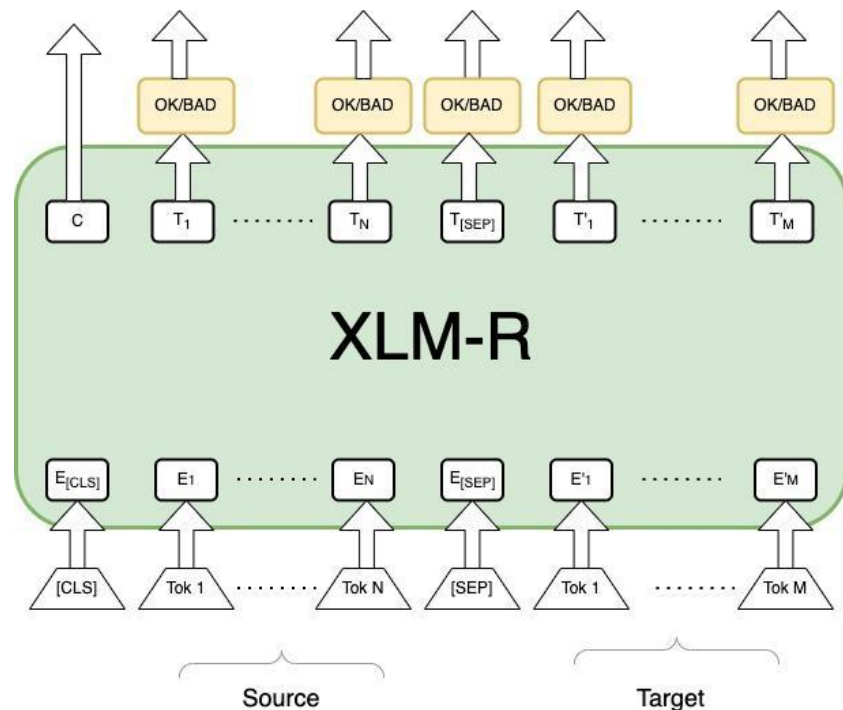 OK/BAD OK/BAD OK/BAD OK/BAD OK/BAD
C T1 ........ TN T[SEP] T'1 ........ T'M
XLM-R
E[CLS] E1 ........ EN E[SEP] E'1 ........ E'M
[CLS] Tok 1 ........ Tok N [SEP] Tok 1 ........ Tok M
Source Target